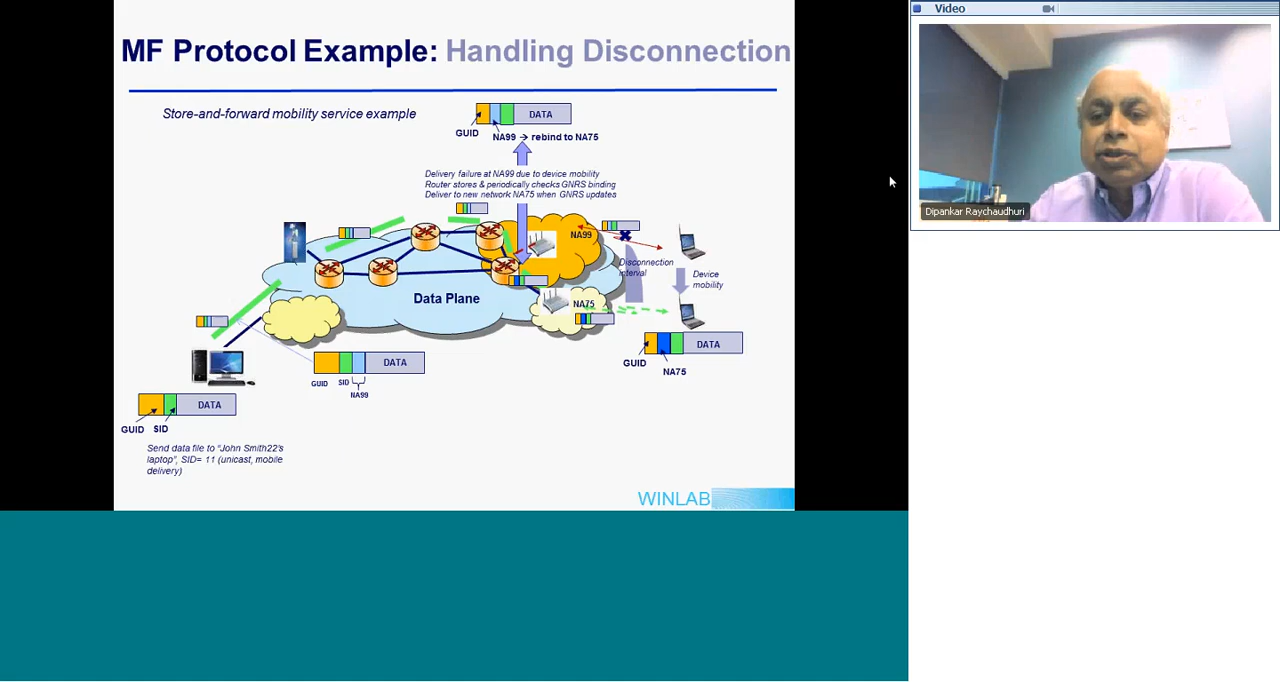 MF Protocol Example: Handling Disconnection
Store-and-forward mobility service example
DATA
GUID
NA99 → rebind to NA75
Delivery failure at NA99 due to device mobility
Router stores & periodically checks GNRS binding
Deliver to new network NA75 when GNRS updates
NA99
Disconnection
interval
Device
mobility
Data Plane
NA75
DATA
GUID
NA75
DATA
GUID
SID
NA99
DATA
GUID
SID
Send data file to “John Smith22’s
laptop”, SID= 11 (unicast, mobile
delivery)
WINLAB
Video
Dipankar Raychaudhuri